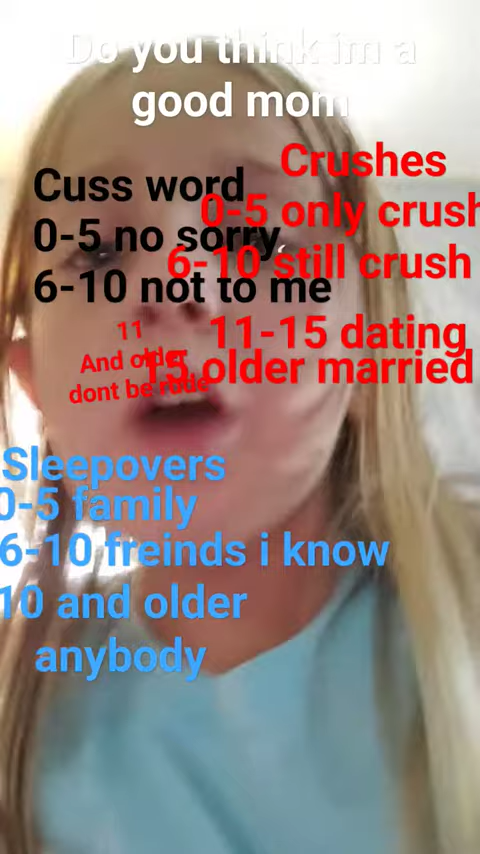 Do you think im a
good mom
Crushes
0-5 only crush
6-10 still crush
11-15 dating
15 older married
Cuss word
0-5 no sorry
6-10 not to me
11
And older
dont be rude
Sleepovers
0-5 family
6-10 freinds i know
10 and older
anybody